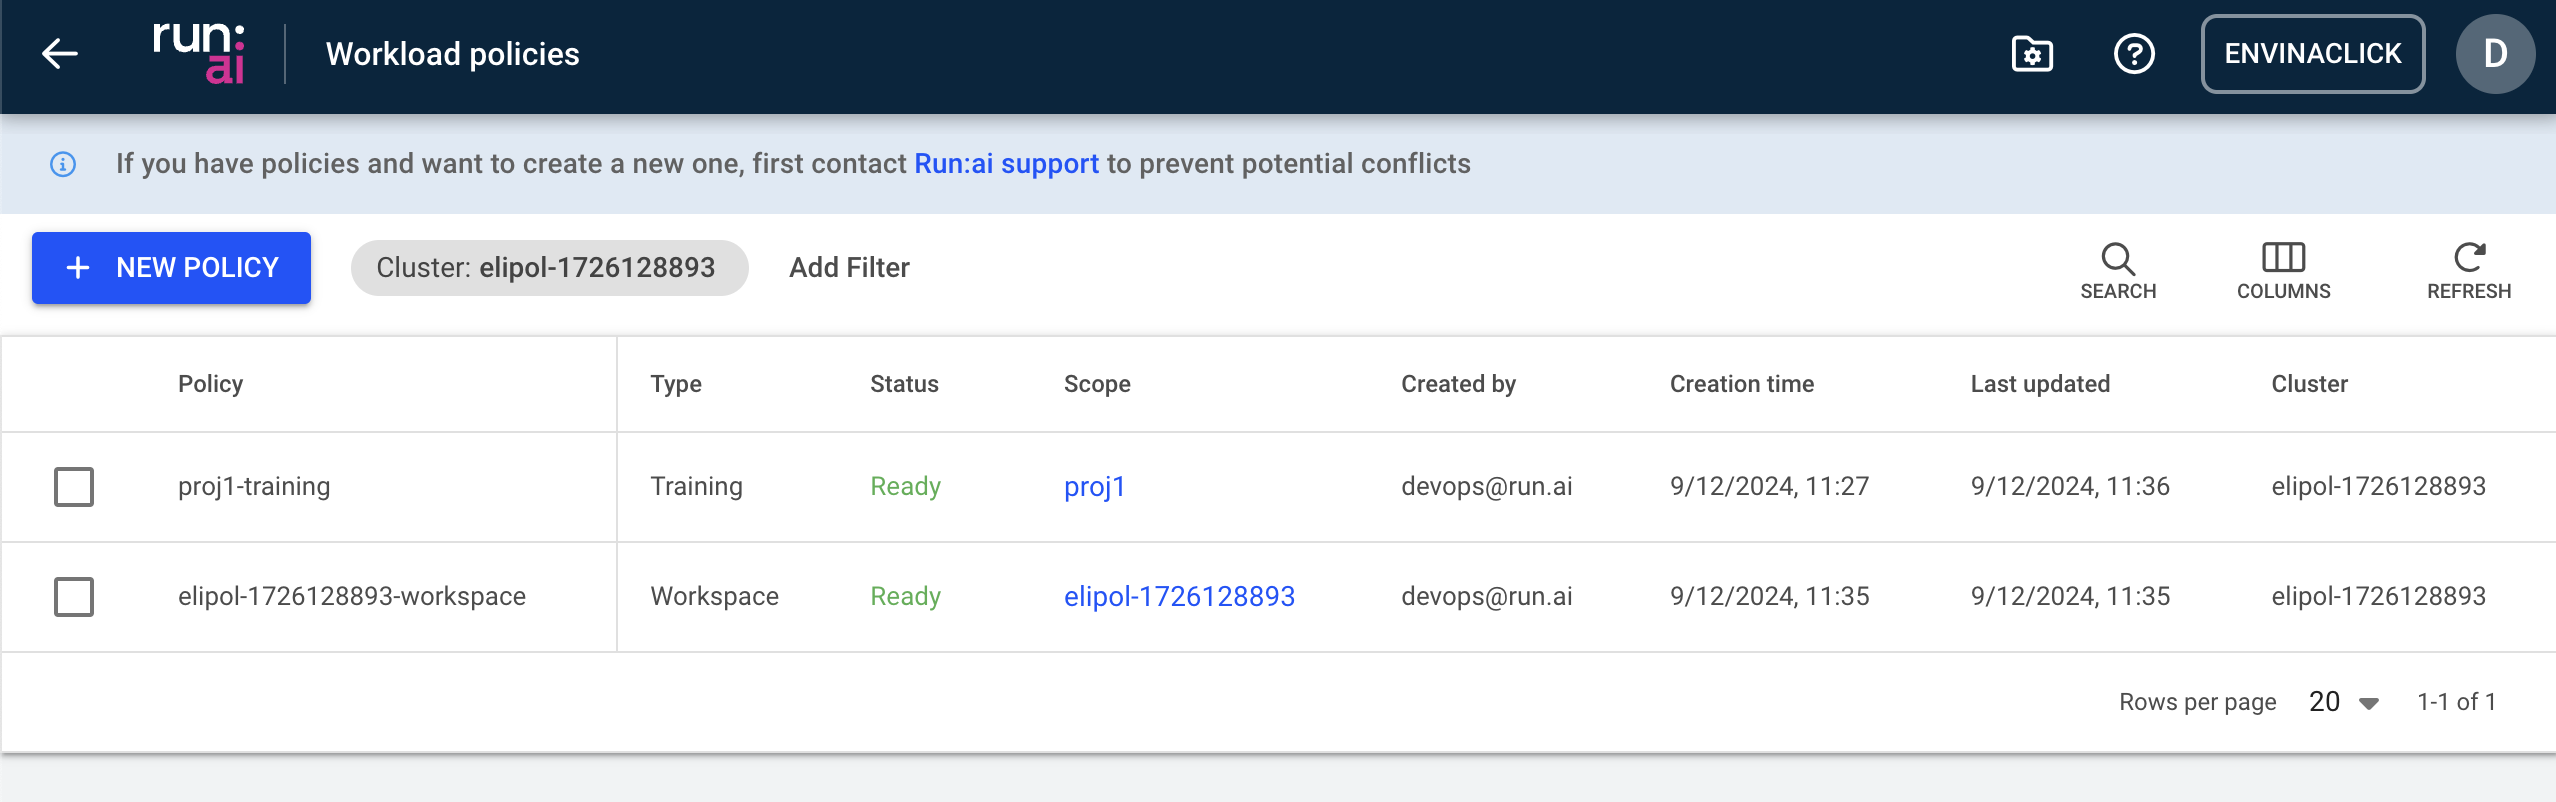 run:
ai
Workload policies
ENVINACLICK
D
If you have policies and want to create a new one, first contact Run:ai support to prevent potential conflicts
+ NEW POLICY
Cluster: elipol-1726128893
Add Filter
SEARCH
COLUMNS
REFRESH
Policy Type Status Scope Created by Creation time Last updated Cluster
proj1-training Training Ready proj1 devops@run.ai 9/12/2024, 11:27 9/12/2024, 11:36 elipol-1726128893
elipol-1726128893-workspace Workspace Ready elipol-1726128893 devops@run.ai 9/12/2024, 11:35 9/12/2024, 11:35 elipol-1726128893
Rows per page 20 1-1 of 1